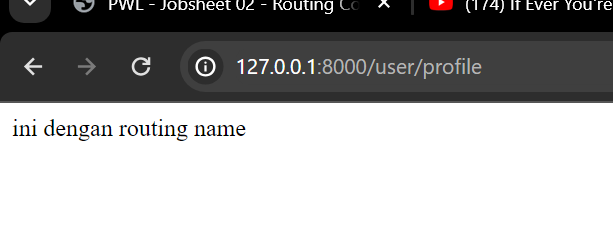 PWL - Jobsheet 02 - Routing Co
(174) If Ever You're
127.0.0.1:8000/user/profile
ini dengan routing name